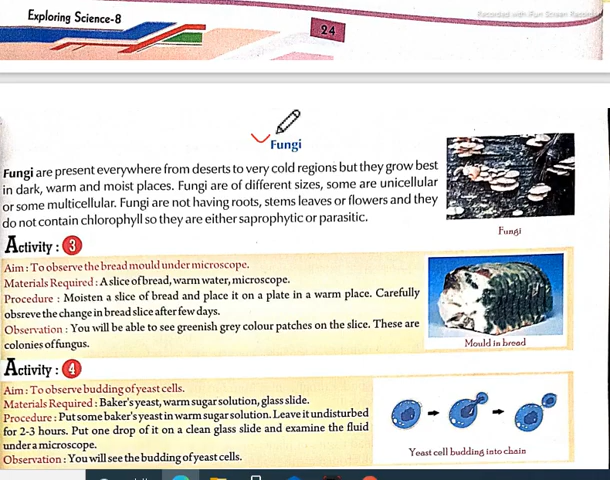 Exploring Science-8
24
Recorded with iFun Screen Recorder
Fungi
Fungi are present everywhere from deserts to very cold regions but they grow best
in dark, warm and moist places. Fungi are of different sizes, some are unicellular
or some multicellular. Fungi are not having roots, stems leaves or flowers and they
do not contain chlorophyll so they are either saprophytic or parasitic.
Fungi
Activity : 3
Aim : To observe the bread mould under microscope.
Materials Required : A slice of bread, warm water, microscope.
Procedure : Moisten a slice of bread and place it on a plate in a warm place. Carefully
obsreve the change in bread slice after few days.
Observation : You will be able to see greenish grey colour patches on the slice. These are
colonies of fungus.
Mould in bread
Activity : 4
Aim : To observe budding of yeast cells.
Materials Required : Baker's yeast, warm sugar solution, glass slide.
Procedure : Put some baker's yeast in warm sugar solution. Leave it undisturbed
for 2-3 hours. Put one drop of it on a clean glass slide and examine the fluid
under a microscope.
Observation : You will see the budding of yeast cells.
Yeast cell budding into chain